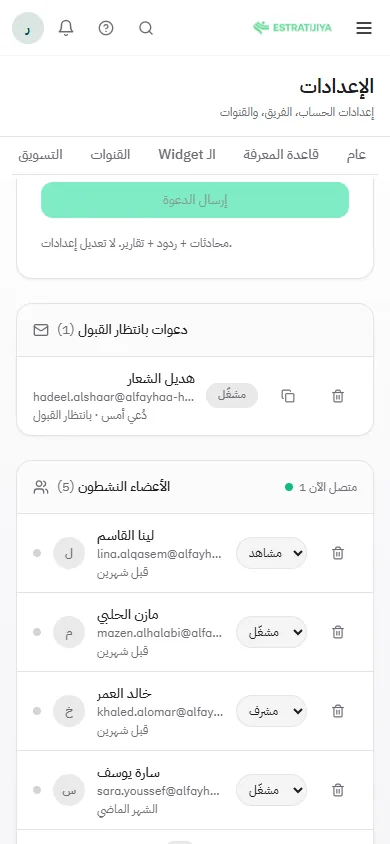 ر
ESTRATIJIYA
الإعدادات
إعدادات الحساب، الفريق، والقنوات
عام
قاعدة المعرفة
الـ Widget
القنوات
التسويق
إرسال الدعوة
محادثات + ردود + تقارير. لا تعديل إعدادات.
دعوات بانتظار القبول (1)
هديل الشعار
hadeel.alshaar@alfayhaa-h...
دُعي أمس · بانتظار القبول
مشغّل
الأعضاء النشطون (5)
متصل الآن 1
ل
لينا القاسم
lina.alqasem@alfayh...
قبل شهرين
مشاهد
م
مازن الحلبي
mazen.alhalabi@alfa...
قبل شهرين
مشغّل
خ
خالد العمر
khaled.alomar@alfay...
قبل شهرين
مشرف
س
سارة يوسف
sara.youssef@alfayh...
الشهر الماضي
مشغّل